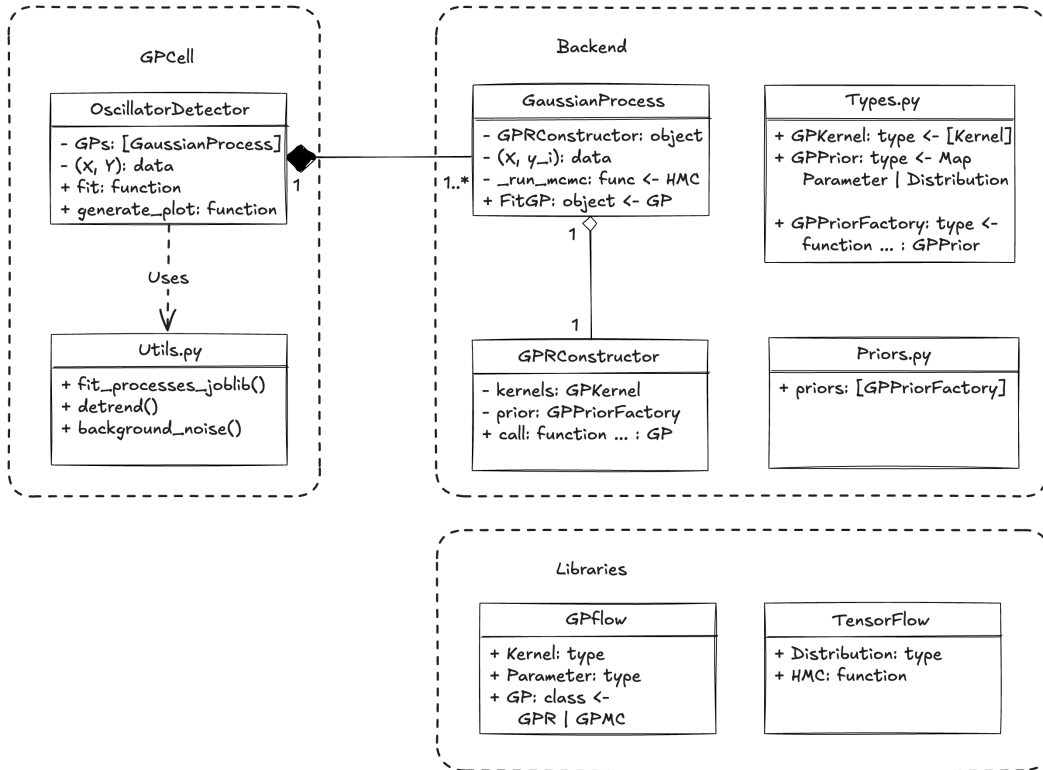 GPCell
OscillatorDetector
- GPs: [GaussianProcess]
- (X, Y): data
+ fit: function
+ generate_plot: function
1
Uses
Utils.py
+ fit_processes_joblib()
+ detrend()
+ background_noise()
Backend
GaussianProcess
- GPRConstructor: object
- (X, y_i): data
- _run_mcmc: func <- HMC
+ FitGP: object <- GP
1..*
1
1
GPRConstructor
- kernels: GPKernel
- prior: GPPriorFactory
+ call: function ... : GP
Types.py
+ GPKernel: type <- [Kernel]
+ GPPrior: type <- Map
Parameter | Distribution
+ GPPriorFactory: type <-
function ... : GPPrior
Priors.py
+ priors: [GPPriorFactory]
Libraries
GPflow
+ Kernel: type
+ Parameter: type
+ GP: class <-
GPR | GPMC
TensorFlow
+ Distribution: type
+ HMC: function